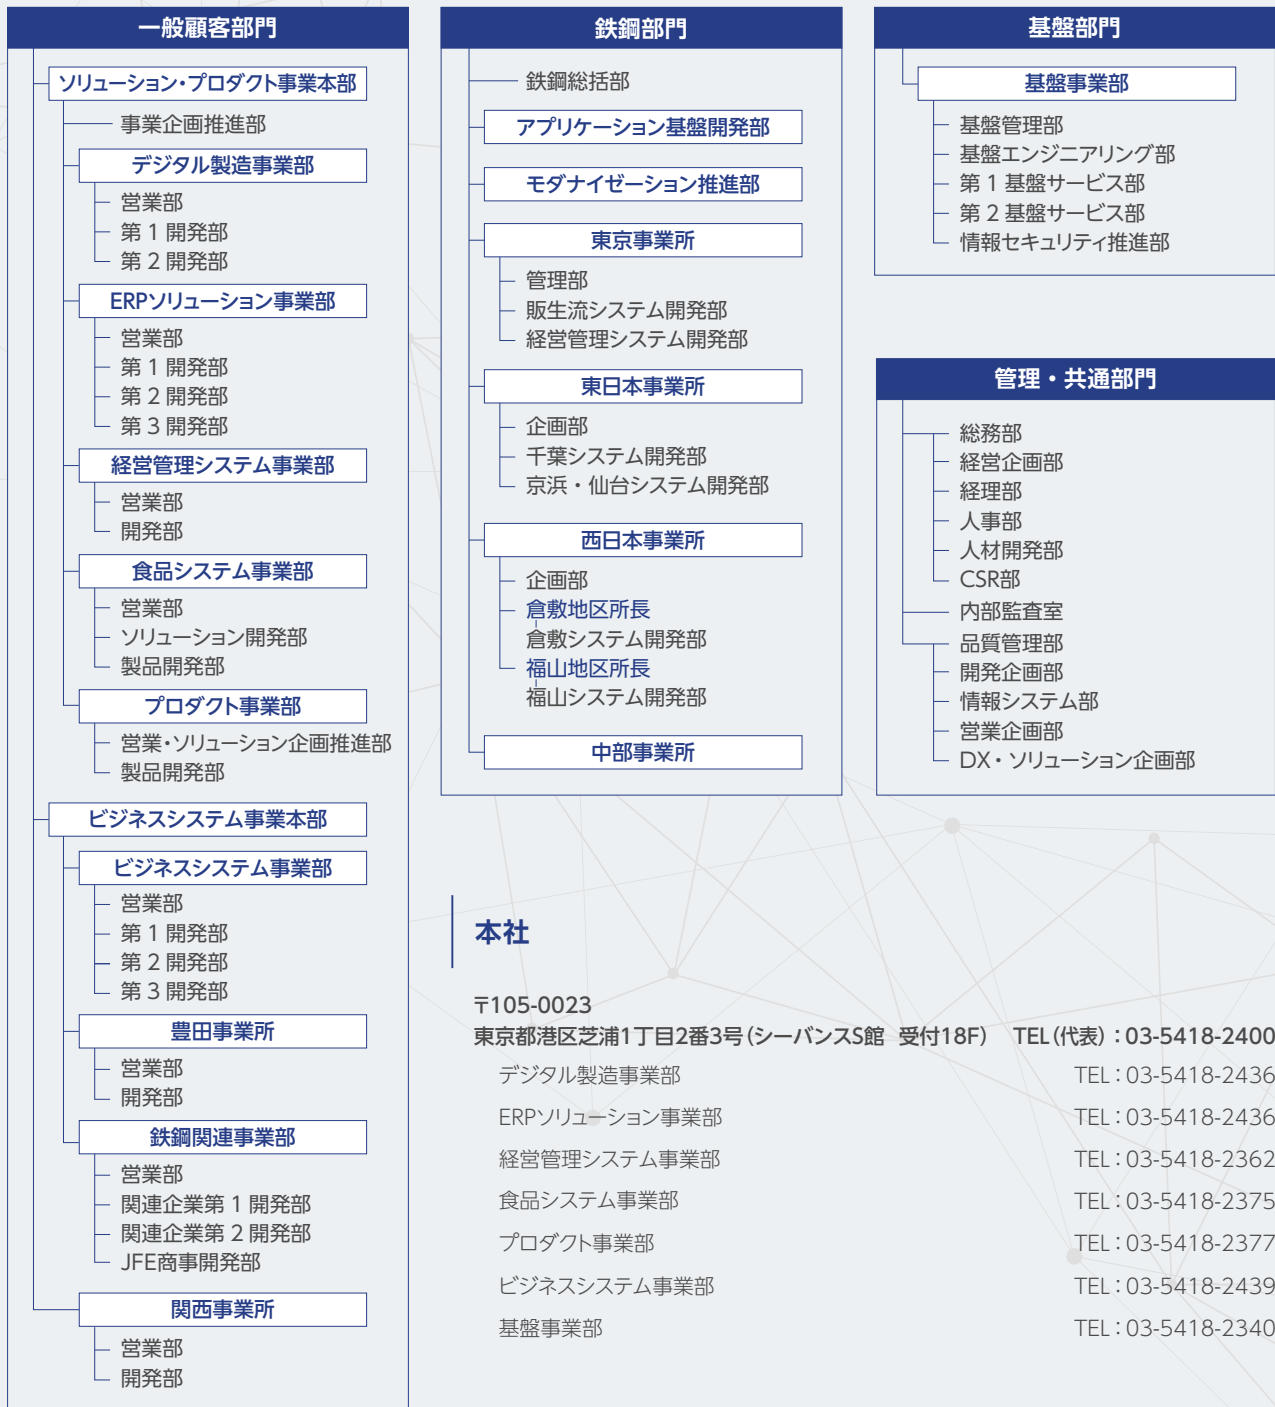 一般顧客部門
ソリューション・プロダクト事業本部
事業企画推進部
デジタル製造事業部
営業部
第1開発部
第2開発部
ERPソリューション事業部
営業部
第1開発部
第2開発部
第3開発部
経営管理システム事業部
営業部
開発部
食品システム事業部
営業部
ソリューション開発部
製品開発部
プロダクト事業部
営業・ソリューション企画推進部
製品開発部
ビジネスシステム事業本部
ビジネスシステム事業部
営業部
第1開発部
第2開発部
第3開発部
豊田事業所
営業部
開発部
鉄鋼関連事業部
営業部
関連企業第1開発部
関連企業第2開発部
JFE商事開発部
関西事業所
営業部
開発部
鉄鋼部門
鉄鋼総括部
アプリケーション基盤開発部
モダナイゼーション推進部
東京事業所
管理部
販生流システム開発部
経営管理システム開発部
東日本事業所
企画部
千葉システム開発部
京浜・仙台システム開発部
西日本事業所
企画部
倉敷地区所長
倉敷システム開発部
福山地区所長
福山システム開発部
中部事業所
基盤部門
基盤事業部
基盤管理部
基盤エンジニアリング部
第1基盤サービス部
第2基盤サービス部
情報セキュリティ推進部
管理・共通部門
総務部
経営企画部
経理部
人事部
人材開発部
CSR部
内部監査室
品質管理部
開発企画部
情報システム部
営業企画部
DX・ソリューション企画部
本社
〒105-0023
東京都港区芝浦1丁目2番3号(シーバンスS館 受付18F) TEL(代表):03-5418-2400
デジタル製造事業部 TEL:03-5418-2436
ERPソリューション事業部 TEL:03-5418-2436
経営管理システム事業部 TEL:03-5418-2362
食品システム事業部 TEL:03-5418-2375
プロダクト事業部 TEL:03-5418-2377
ビジネスシステム事業部 TEL:03-5418-2439
基盤事業部 TEL:03-5418-2340